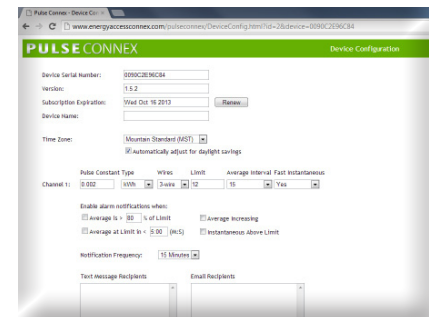 Pulse Connex - Device Con
www.energyaccessconnex.com/pulseconnex/DeviceConfig.html?id=2&device=0090C2E96C84
PULSE CONNEX Device Configuration
Device Serial Number: 0090C2E96C84
Version: 1.5.2
Subscription Expiration: Wed Oct 16 2013 Renew
Device Name:
Time Zone: Mountain Standard (MST)
Automatically adjust for daylight savings
Pulse Constant Type Wires Limit Average Interval Fast Instantaneous
Channel 1: 0.002 kWh 3-wire 12 15 Yes
Enable alarm notifications when:
Average is > 80 % of Limit Average Increasing
Average at Limit in < 5:00 (M:S) Instantaneous Above Limit
Notification Frequency: 15 Minutes
Text Message Recipients Email Recipients